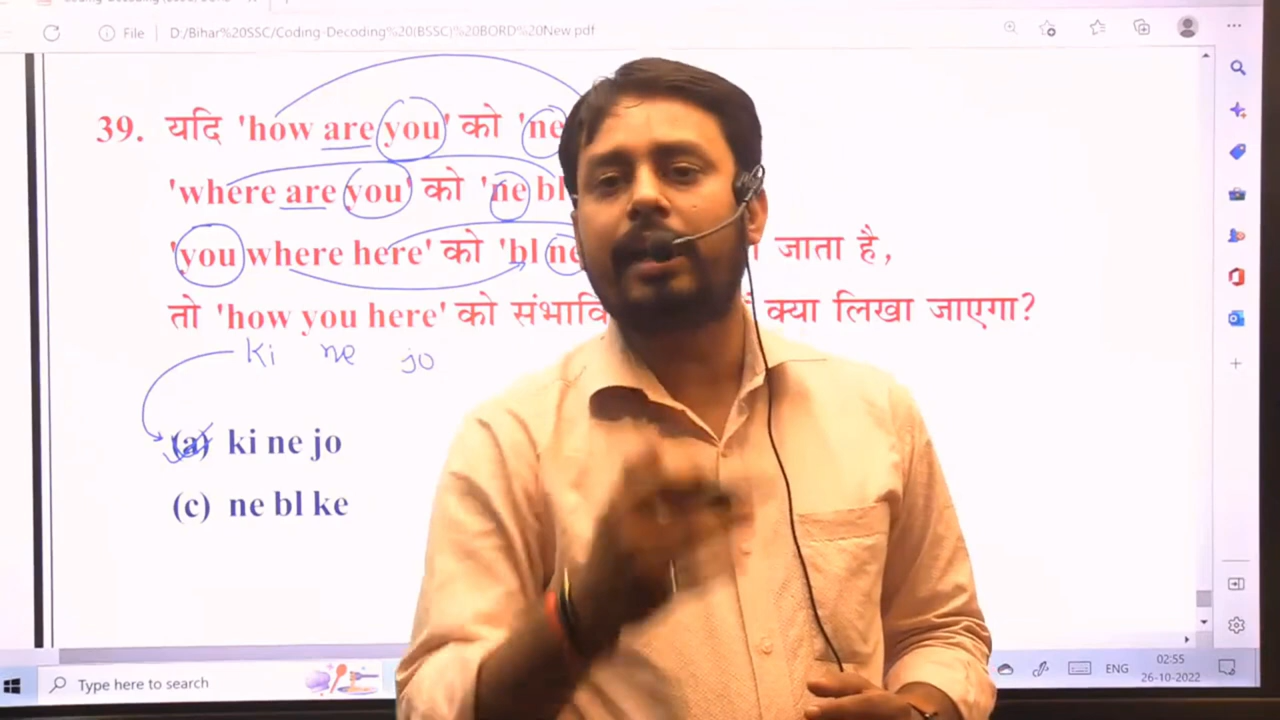 File D:/Bihar%20SSC/Coding-Decoding%20(BSSC)%20BORD%20New.pdf
39. यदि 'how are you' को 'ne
'where are you' को 'ne bl
'you where here' को 'bl ne जाता है,
तो 'how you here' को क्या लिखा जाएगा?
ki ne jo
(a) ki ne jo
(c) ne bl ke
Type here to search
ENG
02:55
26-10-2022